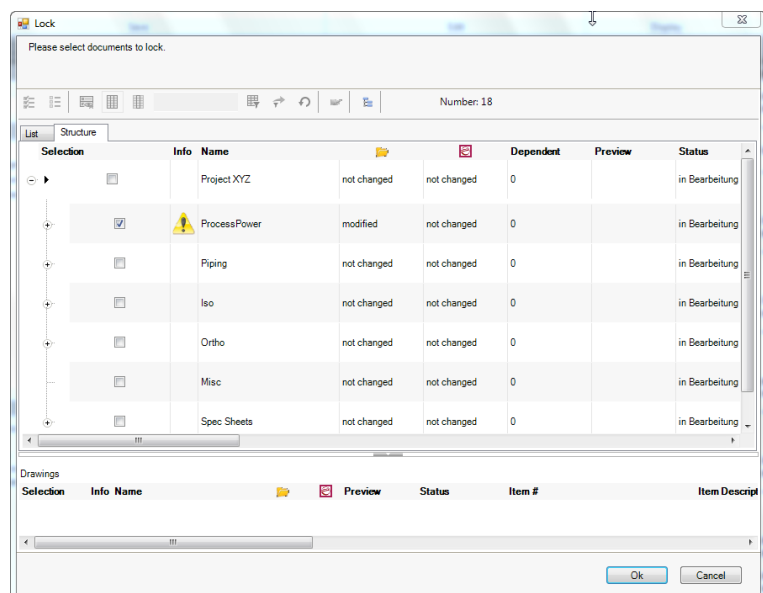 Lock
Please select documents to lock.
Number: 18
List Structure
Selection Info Name Dependent Preview Status
Project XYZ not changed not changed 0 in Bearbeitung
ProcessPower modified not changed 0 in Bearbeitung
Piping not changed not changed 0 in Bearbeitung
Iso not changed not changed 0 in Bearbeitung
Ortho not changed not changed 0 in Bearbeitung
Misc not changed not changed 0 in Bearbeitung
Spec Sheets not changed not changed 0 in Bearbeitung
Drawings
Selection Info Name Preview Status Item # Item Descript
Ok Cancel